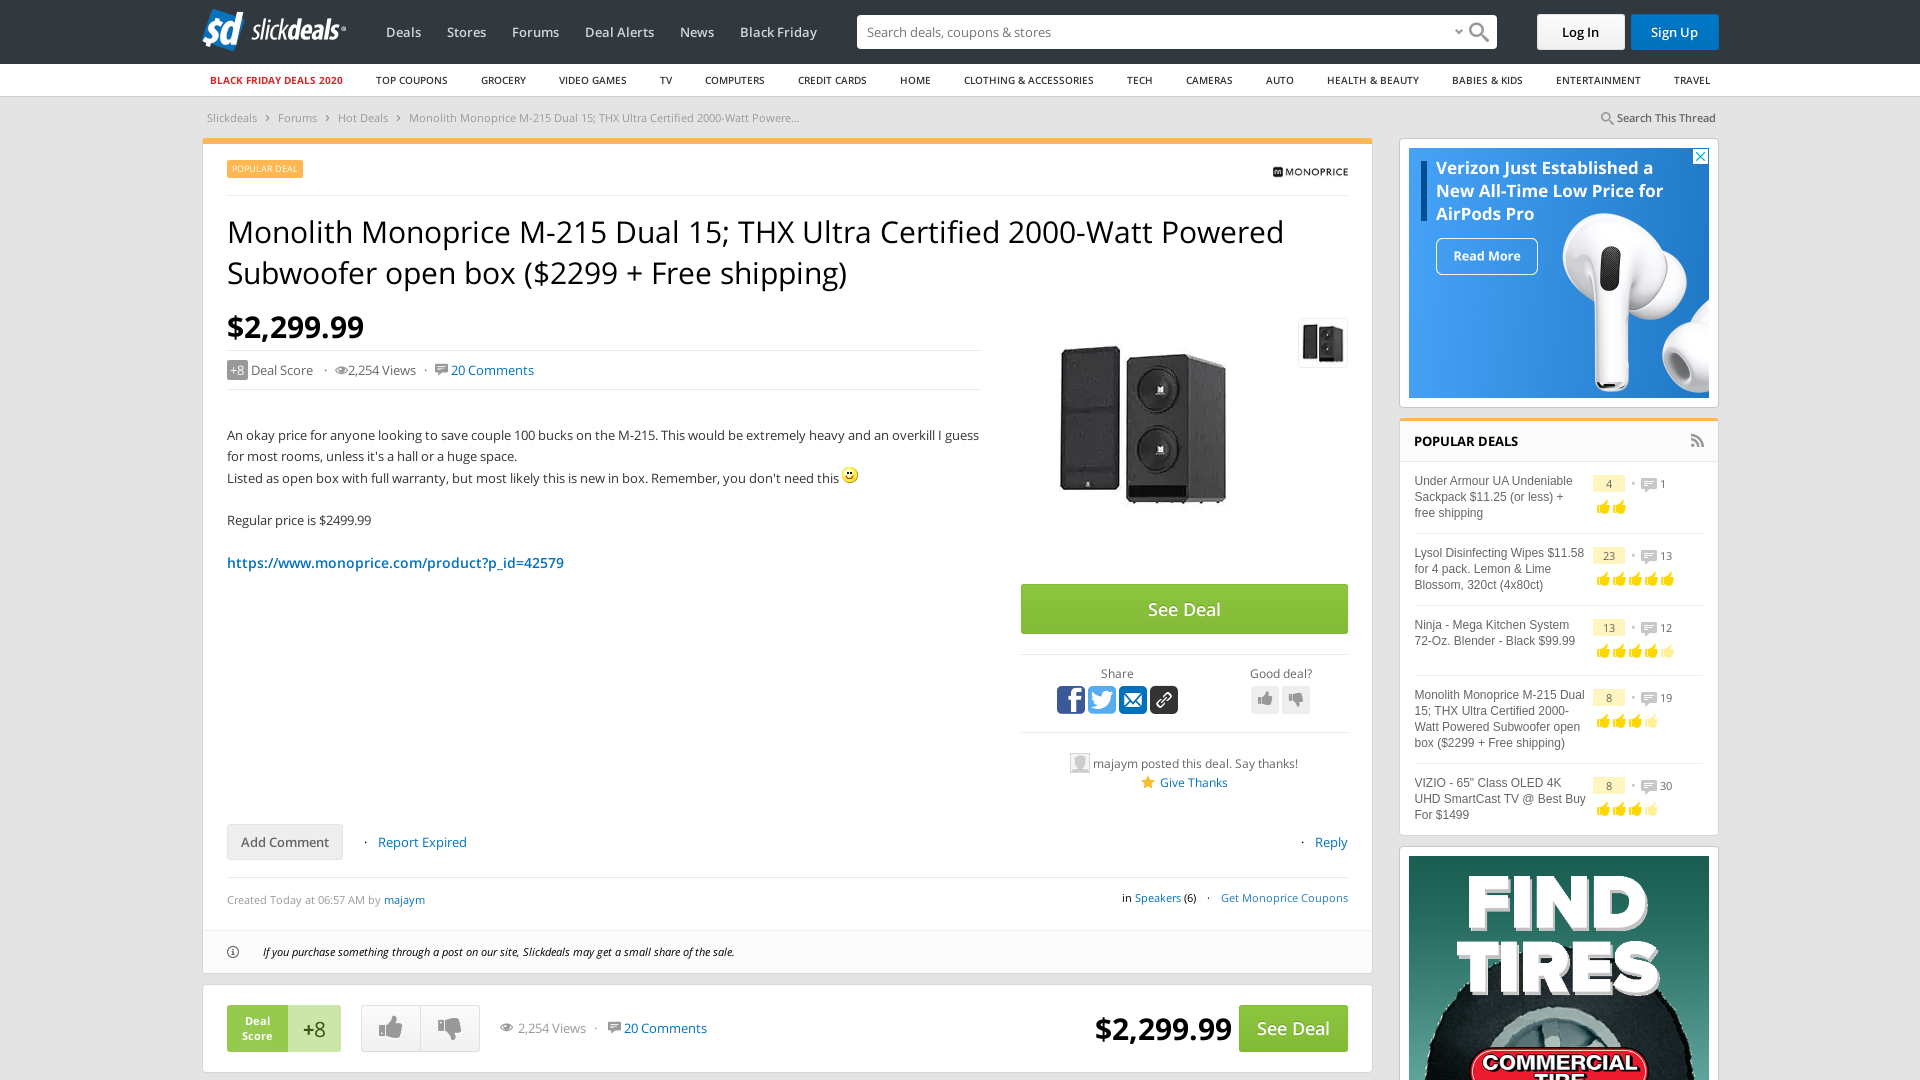 slickdeals
Deals
Stores
Forums
Deal Alerts
News
Black Friday
Search deals, coupons & stores
Log In
Sign Up
BLACK FRIDAY DEALS 2020
TOP COUPONS
GROCERY
VIDEO GAMES
TV
COMPUTERS
CREDIT CARDS
HOME
CLOTHING & ACCESSORIES
TECH
CAMERAS
AUTO
HEALTH & BEAUTY
BABIES & KIDS
ENTERTAINMENT
TRAVEL
Slickdeals > Forums > Hot Deals > Monolith Monoprice M-215 Dual 15; THX Ultra Certified 2000-Watt Powere...
Search This Thread
POPULAR DEAL
MONOPRICE
Monolith Monoprice M-215 Dual 15; THX Ultra Certified 2000-Watt Powered
Subwoofer open box ($2299 + Free shipping)
$2,299.99
+8 Deal Score · 2,254 Views · 20 Comments
An okay price for anyone looking to save couple 100 bucks on the M-215. This would be extremely heavy and an overkill I guess
for most rooms, unless it's a hall or a huge space.
Listed as open box with full warranty, but most likely this is new in box. Remember, you don't need this
Regular price is $2499.99
https://www.monoprice.com/product?p_id=42579
See Deal
Share
Good deal?
majaym posted this deal. Say thanks!
Give Thanks
Add Comment · Report Expired
· Reply
Created Today at 06:57 AM by majaym
in Speakers (6) · Get Monoprice Coupons
If you purchase something through a post on our site, Slickdeals may get a small share of the sale.
Deal
Score
+8
2,254 Views · 20 Comments
$2,299.99
See Deal
Verizon Just Established a
New All-Time Low Price for
AirPods Pro
Read More
POPULAR DEALS
Under Armour UA Undeniable
Sackpack $11.25 (or less) +
free shipping
4 • 1
Lysol Disinfecting Wipes $11.58
for 4 pack. Lemon & Lime
Blossom, 320ct (4x80ct)
23 • 13
Ninja - Mega Kitchen System
72-Oz. Blender - Black $99.99
13 • 12
Monolith Monoprice M-215 Dual
15; THX Ultra Certified 2000-
Watt Powered Subwoofer open
box ($2299 + Free shipping)
8 • 19
VIZIO - 65" Class OLED 4K
UHD SmartCast TV @ Best Buy
For $1499
8 • 30
FIND
TIRES
COMMERCIAL
TIRE